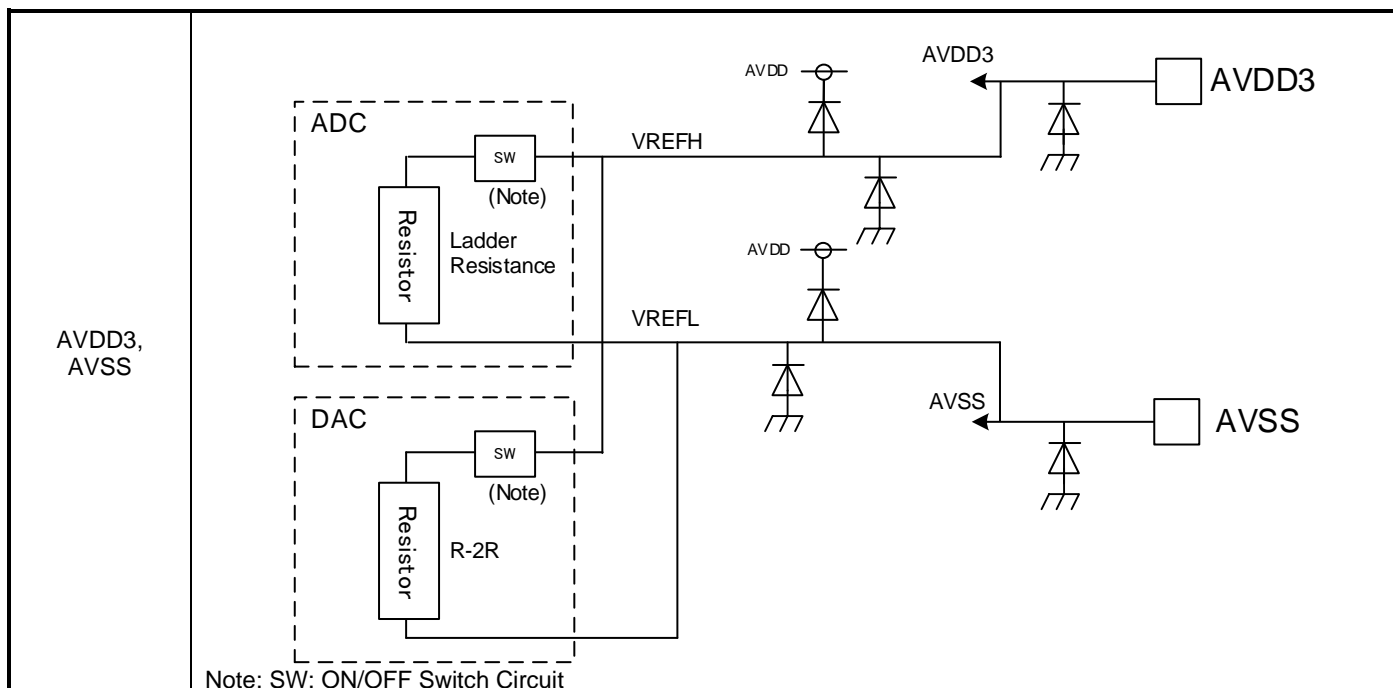 AVDD3,
AVSS
ADC
SW
(Note)
Resistor
Ladder
Resistance
VREFH
AVDD
AVDD3
AVDD3
VREFL
AVDD
AVSS
AVSS
DAC
SW
(Note)
Resistor
R-2R
Note: SW: ON/OFF Switch Circuit